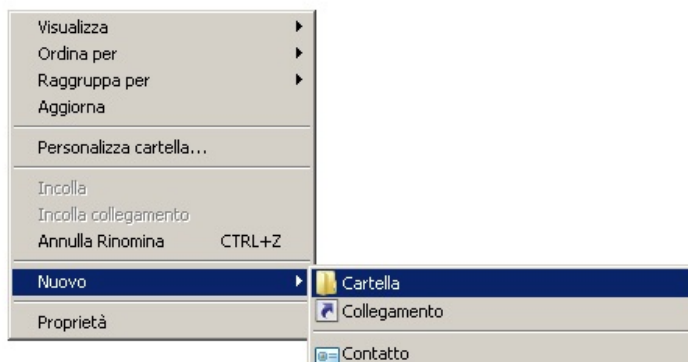 Visualizza
Ordina per
Raggruppa per
Aggiorna
Personalizza cartella...
Incolla
Incolla collegamento
Annulla Rinomina CTRL+Z
Nuovo
Cartella
Collegamento
Proprietà
Contatto